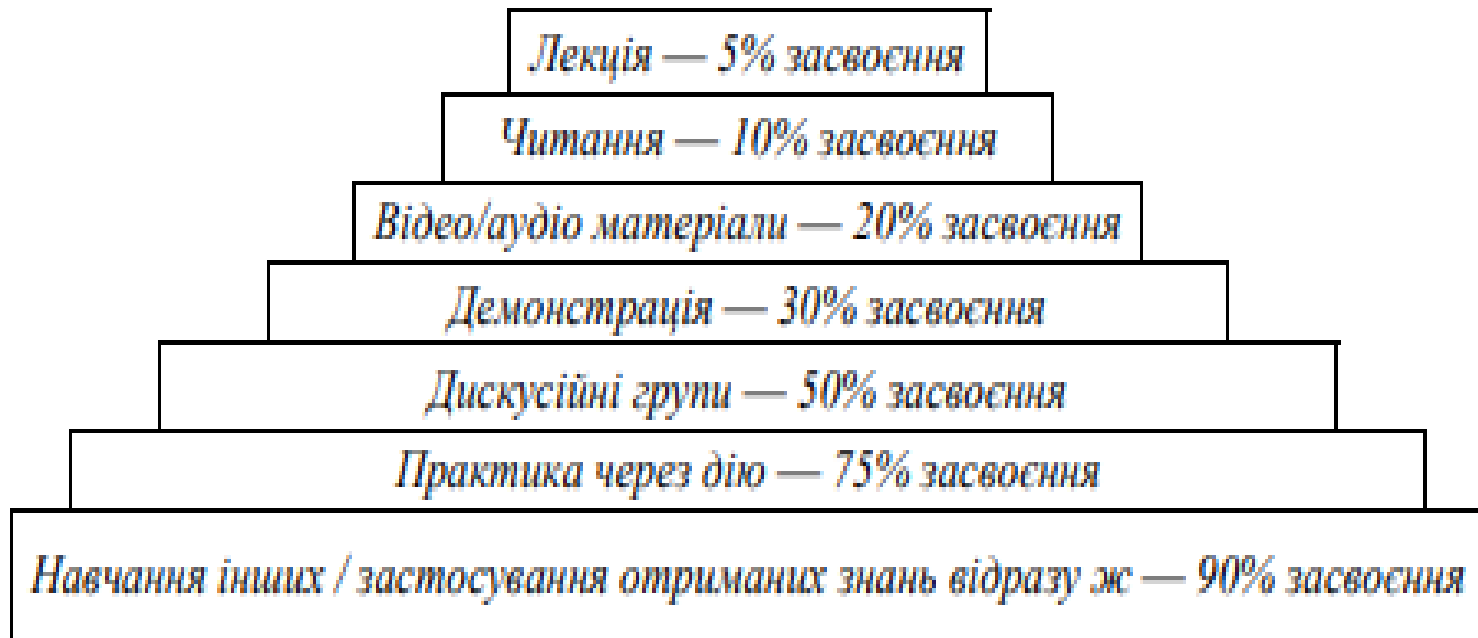 Лекція — 5% засвоєння
Читання — 10% засвоєння
Відео/аудіо матеріали — 20% засвоєння
Демонстрація — 30% засвоєння
Дискусійні групи — 50% засвоєння
Практика через дію — 75% засвоєння
Навчання інших / застосування отриманих знань відразу ж — 90% засвоєння